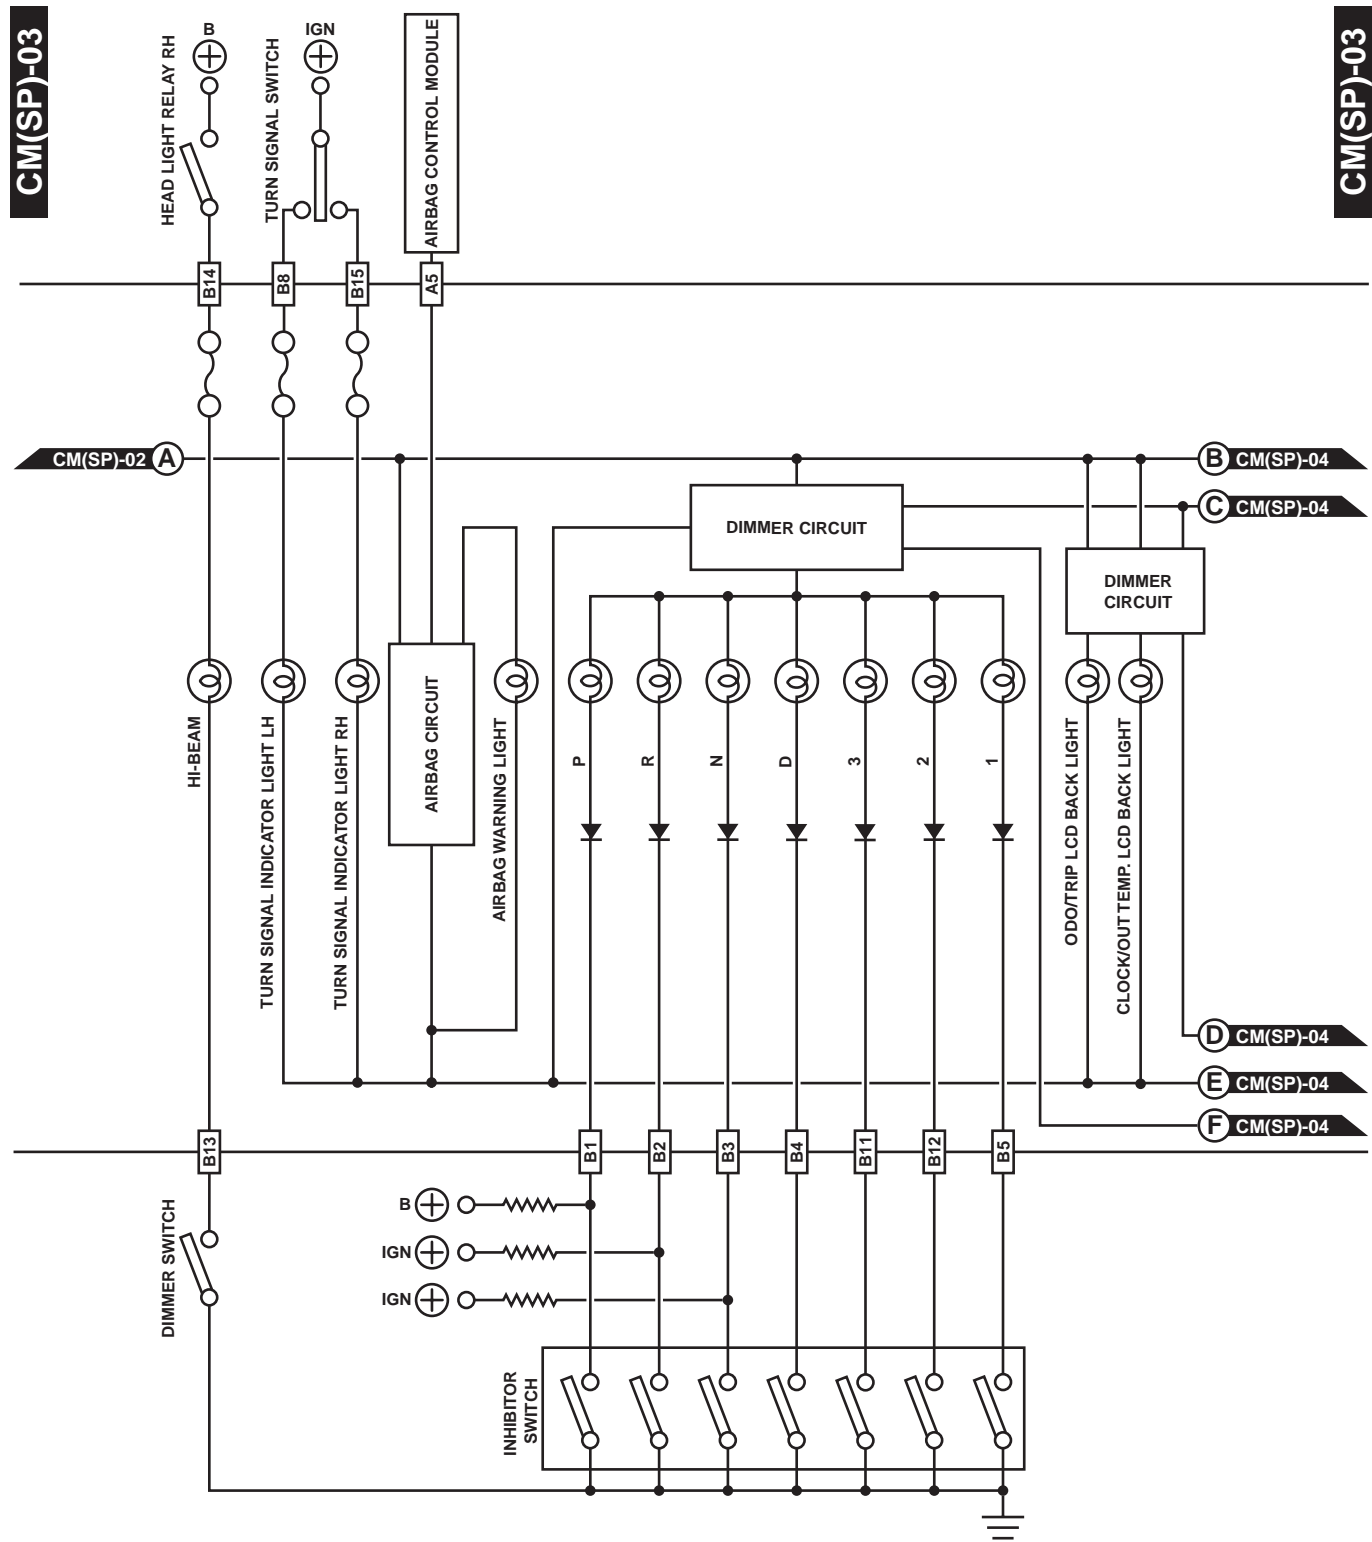 CM(SP)-03
CM(SP)-03
B
IGN
HEAD LIGHT RELAY RH
TURN SIGNAL SWITCH
AIRBAG CONTROL MODULE
B14
B8
B15
A5
CM(SP)-02 A
B CM(SP)-04
C CM(SP)-04
DIMMER CIRCUIT
DIMMER
CIRCUIT
HI-BEAM
TURN SIGNAL INDICATOR LIGHT LH
TURN SIGNAL INDICATOR LIGHT RH
AIRBAG CIRCUIT
AIRBAG WARNING LIGHT
P
R
N
D
3
2
1
ODO/TRIP LCD BACK LIGHT
CLOCK/OUT TEMP. LCD BACK LIGHT
D CM(SP)-04
E CM(SP)-04
F CM(SP)-04
B13
B1
B2
B3
B4
B11
B12
B5
DIMMER SWITCH
B
IGN
IGN
INHIBITOR
SWITCH